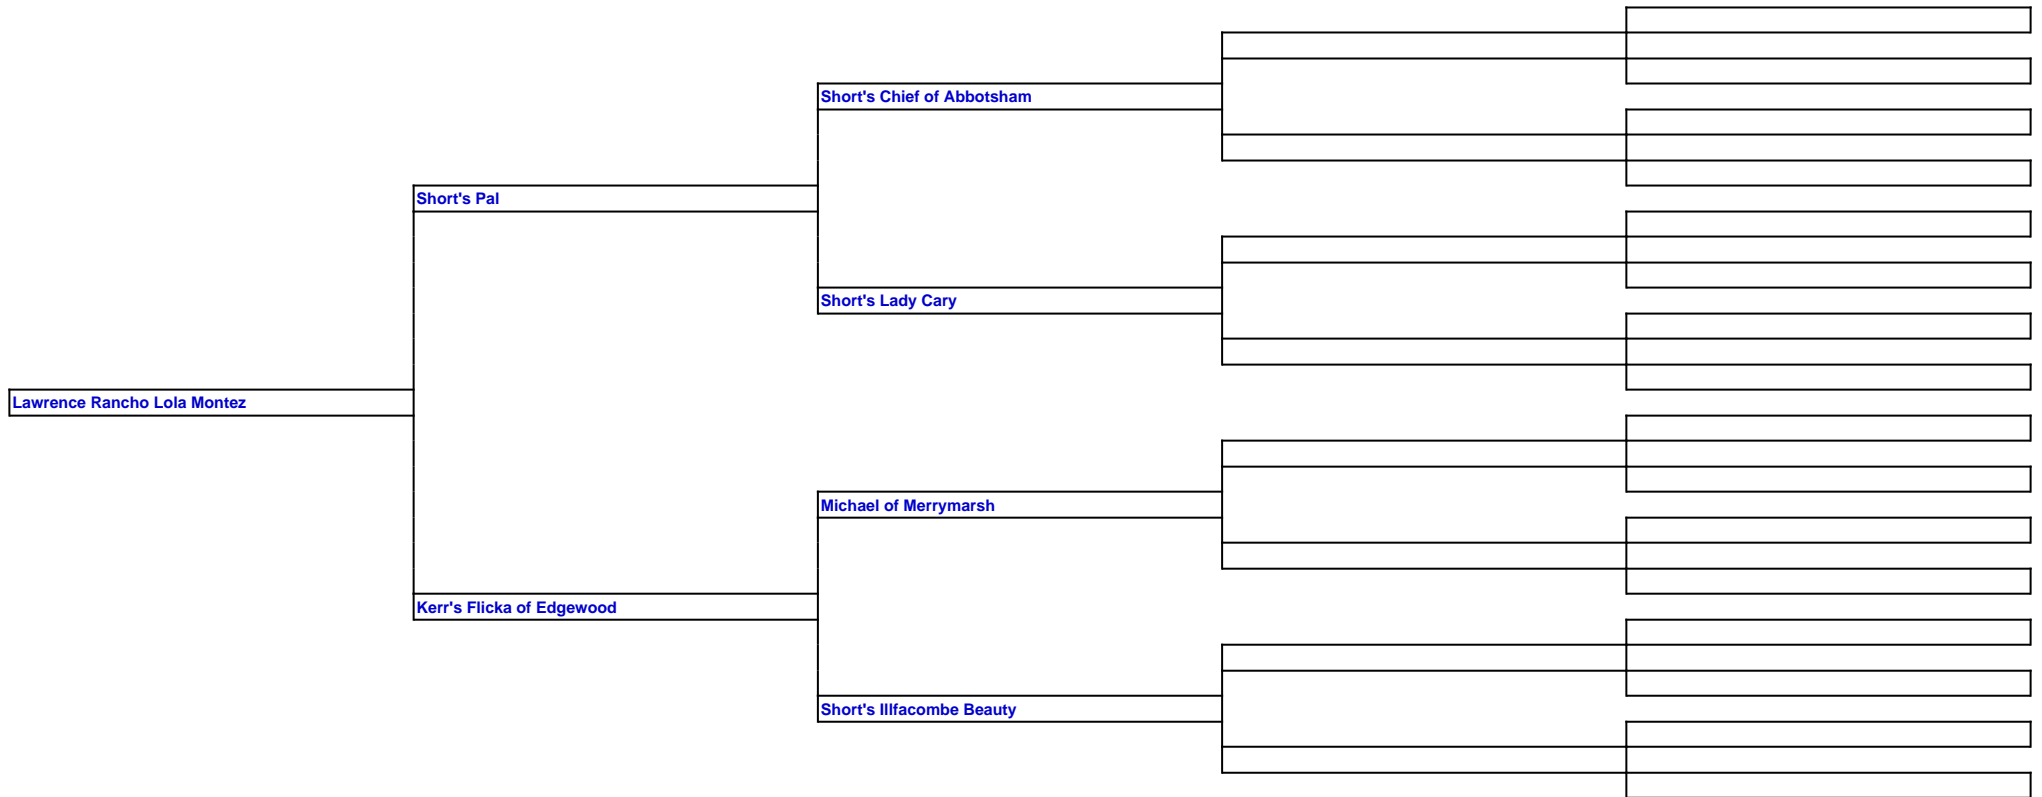 Short's Chief of Abbotsham
Short's Pal
Short's Lady Cary
Lawrence Rancho Lola Montez
Michael of Merrymarsh
Kerr's Flicka of Edgewood
Short's Illfacombe Beauty